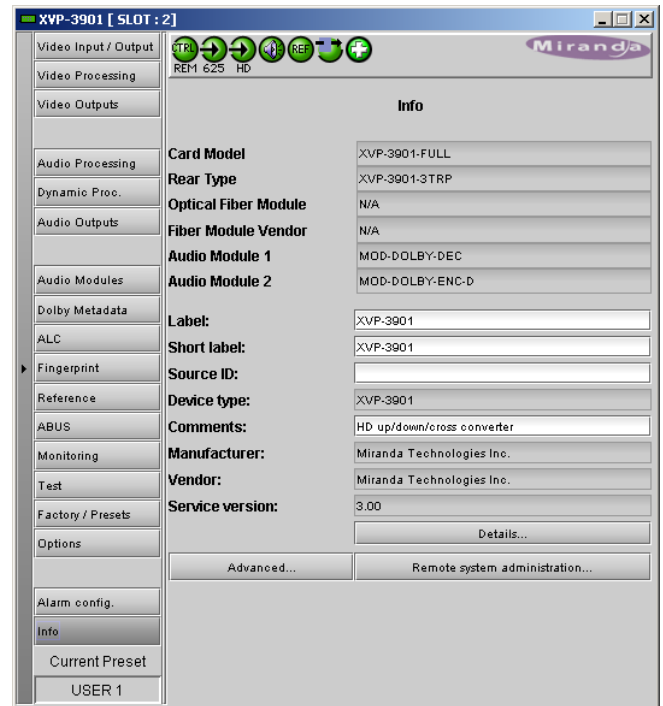 XVP-3901 [ SLOT : 2]
Video Input / Output
Video Processing
Video Outputs
Audio Processing
Dynamic Proc.
Audio Outputs
Audio Modules
Dolby Metadata
ALC
Fingerprint
Reference
ABUS
Monitoring
Test
Factory / Presets
Options
Alarm config.
Info
Current Preset
USER 1
CTRL REF
REM 625 HD
Miranda
Info
Card Model XVP-3901-FULL
Rear Type XVP-3901-3TRP
Optical Fiber Module N/A
Fiber Module Vendor N/A
Audio Module 1 MOD-DOLBY-DEC
Audio Module 2 MOD-DOLBY-ENC-D
Label: XVP-3901
Short label: XVP-3901
Source ID:
Device type: XVP-3901
Comments: HD up/down/cross converter
Manufacturer: Miranda Technologies Inc.
Vendor: Miranda Technologies Inc.
Service version: 3.00
Details...
Advanced... Remote system administration...